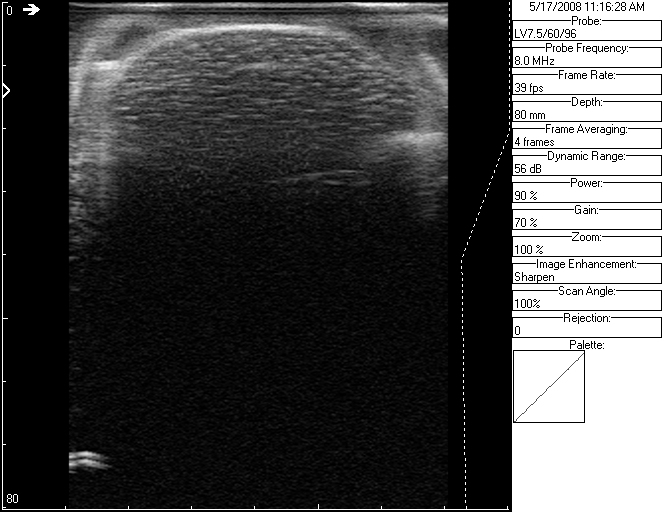 0
80
5/17/2008 11:16:28 AM
Probe:
LV7.5/60/96
Probe Frequency:
8.0 MHz
Frame Rate:
39 fps
Depth:
80 mm
Frame Averaging:
4 frames
Dynamic Range:
56 dB
Power:
90 %
Gain:
70 %
Zoom:
100 %
Image Enhancement:
Sharpen
Scan Angle:
100%
Rejection:
0
Palette: